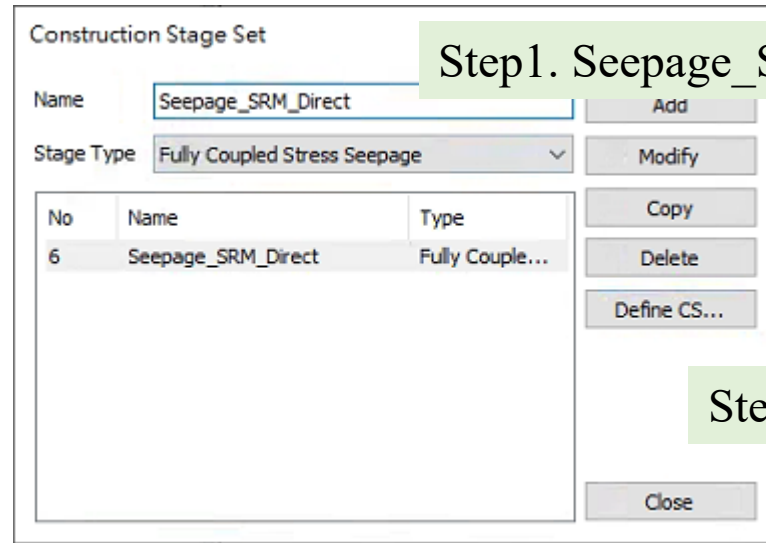 Construction Stage Set
Step1. Seepage_S
Name Seepage_SRM_Direct Add
Stage Type Fully Coupled Stress Seepage Modify
No Name Type Copy
6 Seepage_SRM_Direct Fully Couple... Delete
Define CS...
Ste
Close